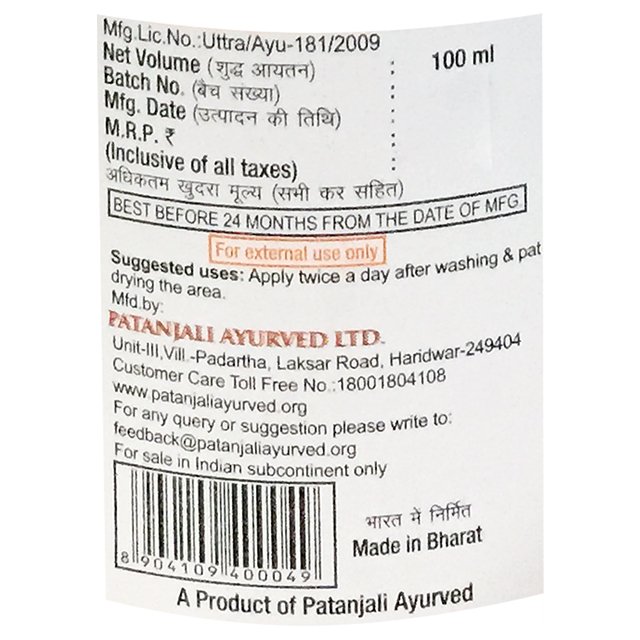 Mfg.Lic.No.:Uttra/Ayu-181/2009
Net Volume (शुद्ध आयतन) : 100 ml
Batch No. (बैच संख्या) :
Mfg. Date (उत्पादन की तिथि) :
M.R.P. ₹ :
(Inclusive of all taxes) :
अधिकतम खुदरा मूल्य (सभी कर सहित)
BEST BEFORE 24 MONTHS FROM THE DATE OF MFG.
For external use only
Suggested uses: Apply twice a day after washing & pat
drying the area.
Mfd.by:
PATANJALI AYURVED LTD.
Unit-III,Vill.-Padartha, Laksar Road, Haridwar-249404
Customer Care Toll Free No.:18001804108
www.patanjaliayurved.org
For any query or suggestion please write to:
feedback@patanjaliayurved.org
For sale in Indian subcontinent only
8 904109 400049
भारत में निर्मित
Made in Bharat
A Product of Patanjali Ayurved